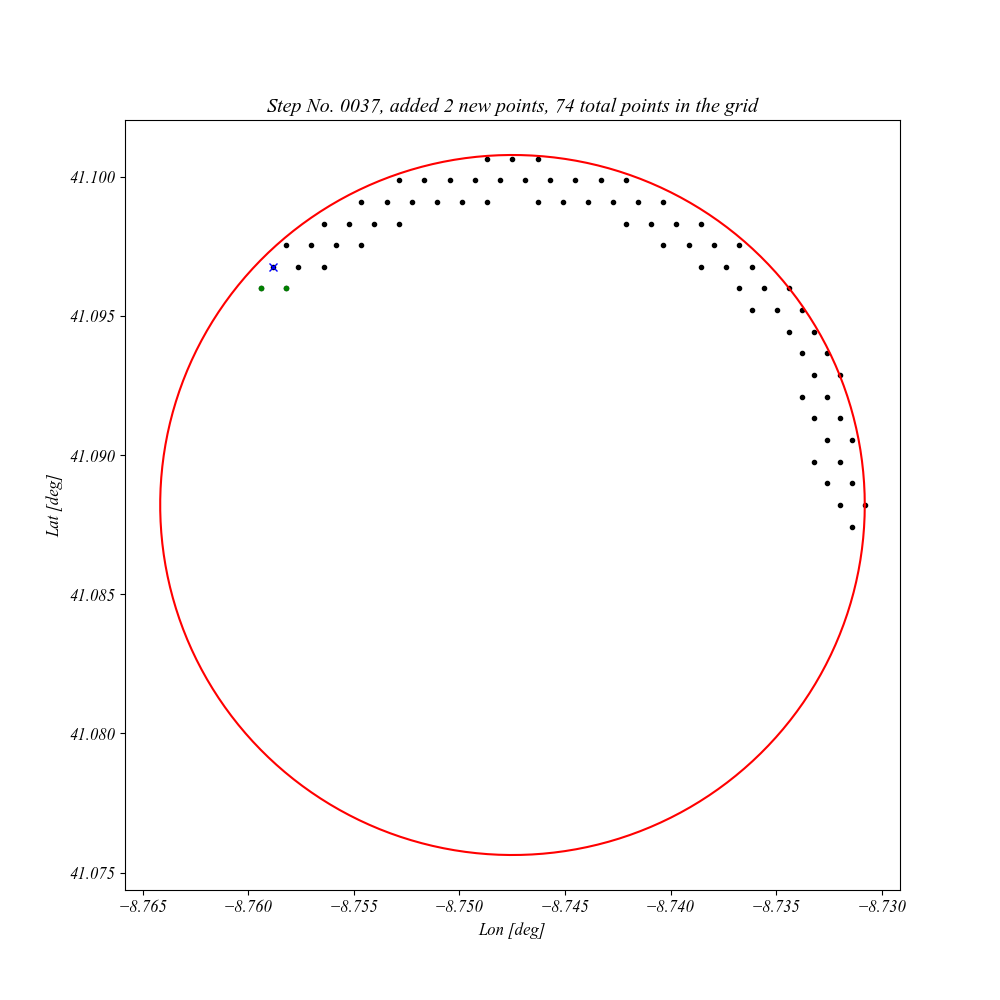 Step No. 0037, added 2 new points, 74 total points in the grid
41.100
41.095
41.090
41.085
41.080
41.075
Lat [deg]
−8.765 −8.760 −8.755 −8.750 −8.745 −8.740 −8.735 −8.730
Lon [deg]